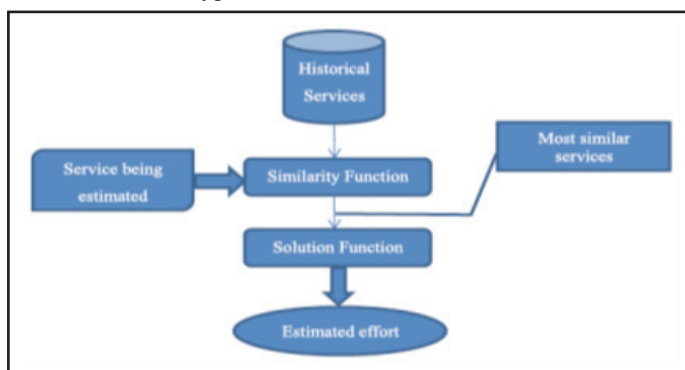 Historical
Services
Most similar
services
Service being
estimated
Similarity Function
Solution Function
Estimated effort